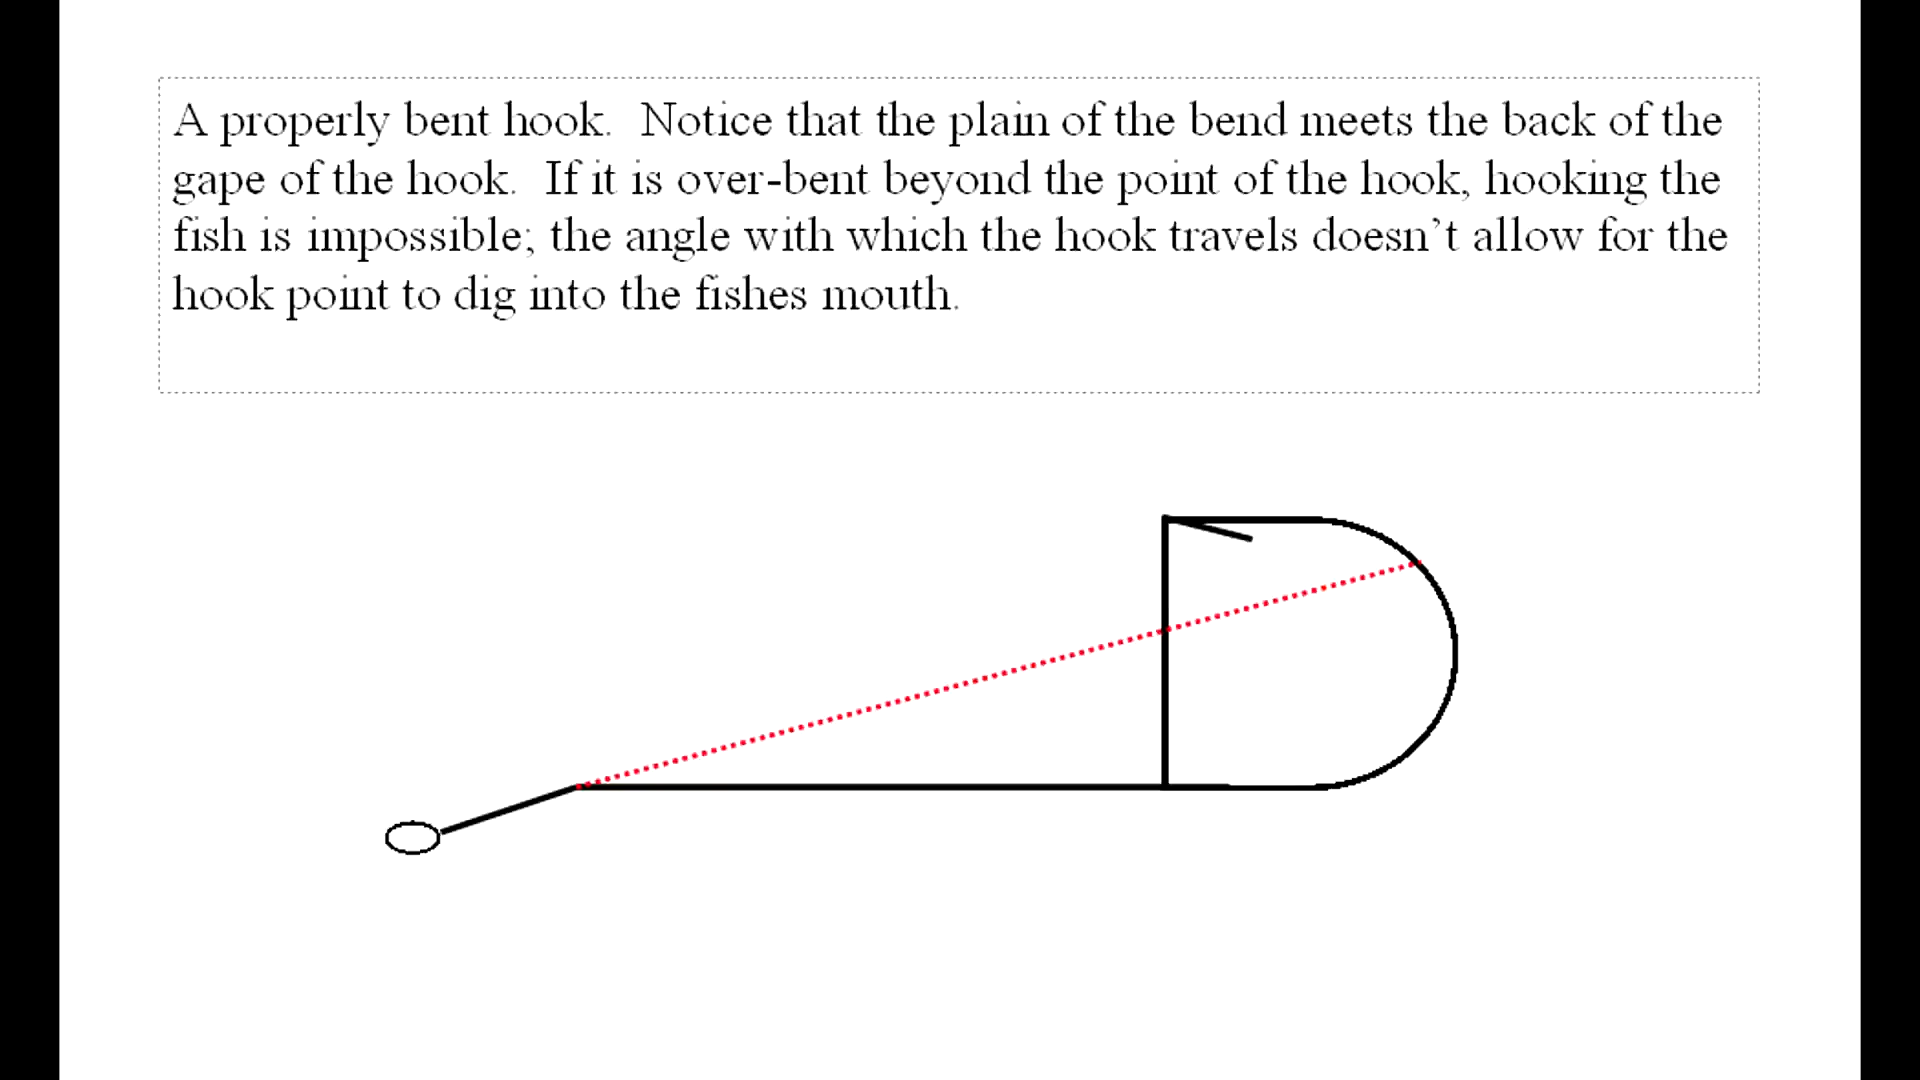 A properly bent hook.  Notice that the plain of the bend meets the back of the
gape of the hook.  If it is over-bent beyond the point of the hook, hooking the
fish is impossible; the angle with which the hook travels doesn’t allow for the
hook point to dig into the fishes mouth.